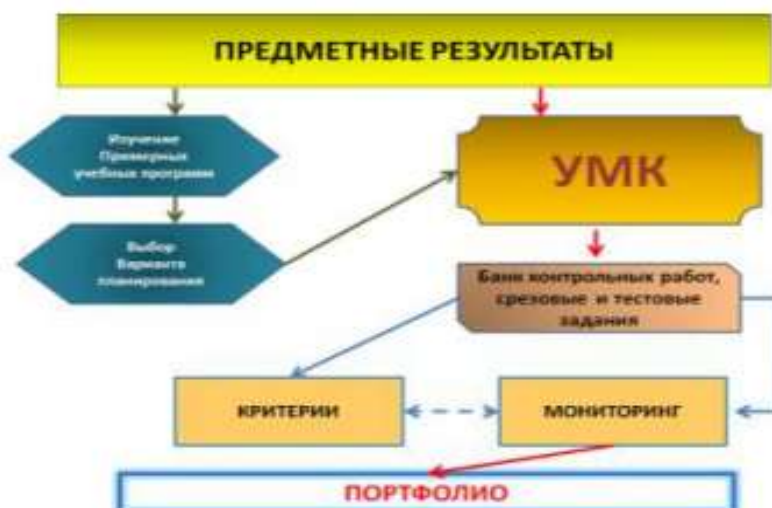 ПРЕДМЕТНЫЕ РЕЗУЛЬТАТЫ
Изучение
Примерных
учебных программ
УМК
Выбор
Варианта
планирования
Банк контрольных работ,
срезовые и тестовые
задания
КРИТЕРИИ
МОНИТОРИНГ
ПОРТФОЛИО